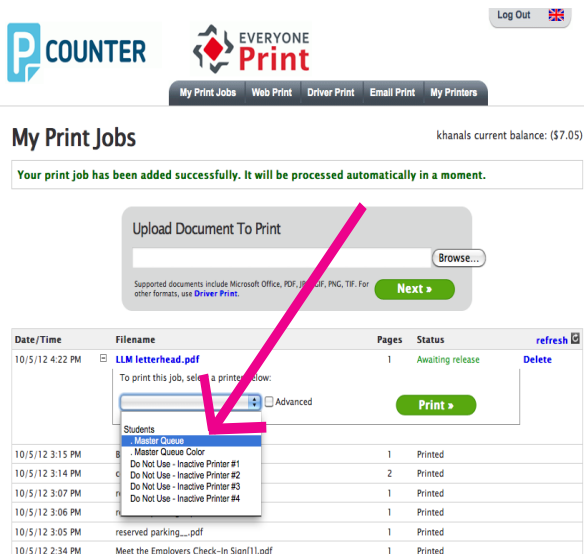 Log Out
PCOUNTER
EVERYONE
Print
My Print Jobs Web Print Driver Print Email Print My Printers
My Print Jobs
khanals current balance: ($7.05)
Your print job has been added successfully. It will be processed automatically in a moment.
Upload Document To Print
Browse...
Supported documents include Microsoft Office, PDF, GIF, PNG, TIF. For
other formats, use Driver Print.
Next »
Date/Time Filename Pages Status refresh
10/5/12 4:22 PM LLM letterhead.pdf 1 Awaiting release Delete
To print this job, select a printer below:
Advanced
Print »
Students
. Master Queue
. Master Queue Color
Do Not Use - Inactive Printer #1
Do Not Use - Inactive Printer #2
Do Not Use - Inactive Printer #3
Do Not Use - Inactive Printer #4
10/5/12 3:15 PM 1 Printed
10/5/12 3:14 PM 2 Printed
10/5/12 3:07 PM 1 Printed
10/5/12 3:06 PM 1 Printed
10/5/12 3:05 PM reserved parking__.pdf 1 Printed
10/5/12 2:34 PM Meet the Employers Check-In Sign[1].pdf 1 Printed